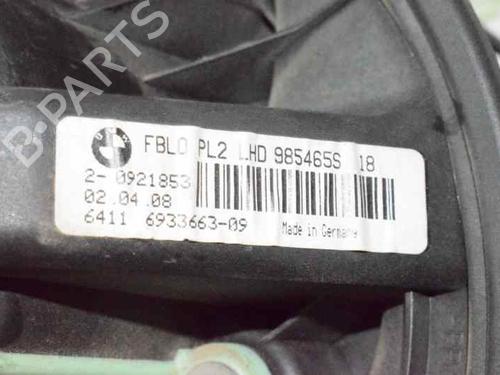 FBLO PL2 LHD 985465S 18
2- 0921853
02.04.08
6411 6933663-09
Made in Germany
B-PARTS